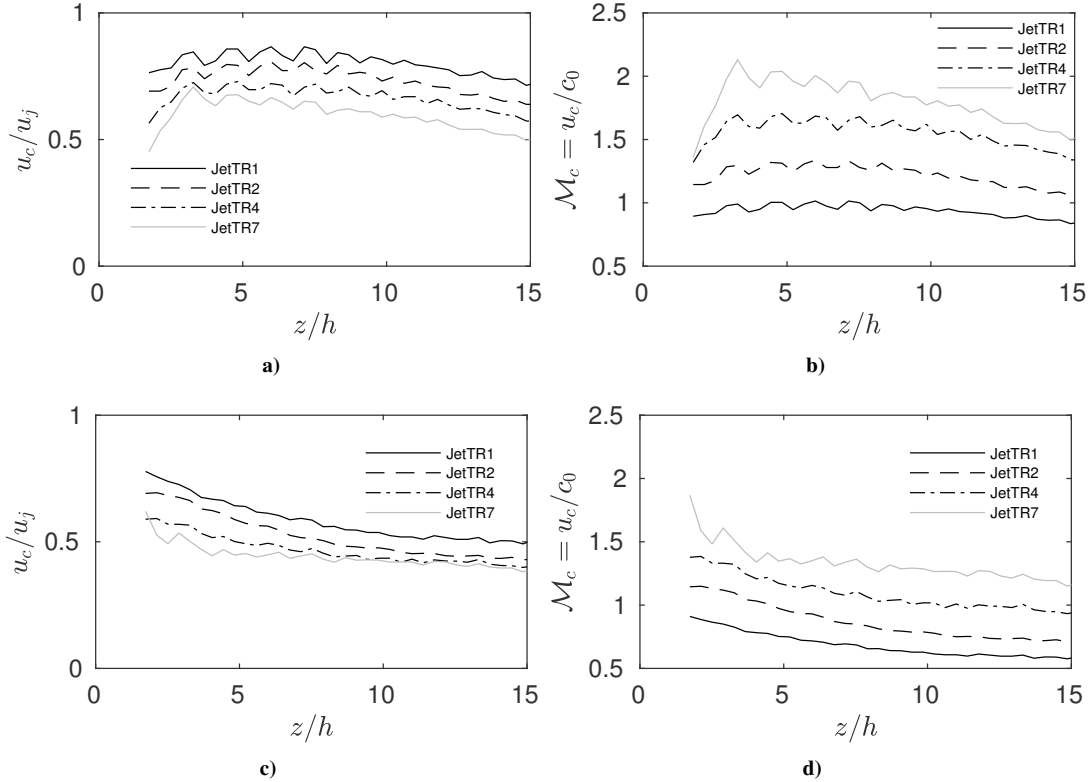 1
0.5
0
0 5 10 15
u_c/u_j
z/h
JetTR1
JetTR2
JetTR4
JetTR7
a)
2.5
2
1.5
1
0.5
0 5 10 15
ℳ_c = u_c/c_0
z/h
JetTR1
JetTR2
JetTR4
JetTR7
b)
1
0.5
0
0 5 10 15
u_c/u_j
z/h
JetTR1
JetTR2
JetTR4
JetTR7
c)
2.5
2
1.5
1
0.5
0 5 10 15
ℳ_c = u_c/c_0
z/h
JetTR1
JetTR2
JetTR4
JetTR7
d)